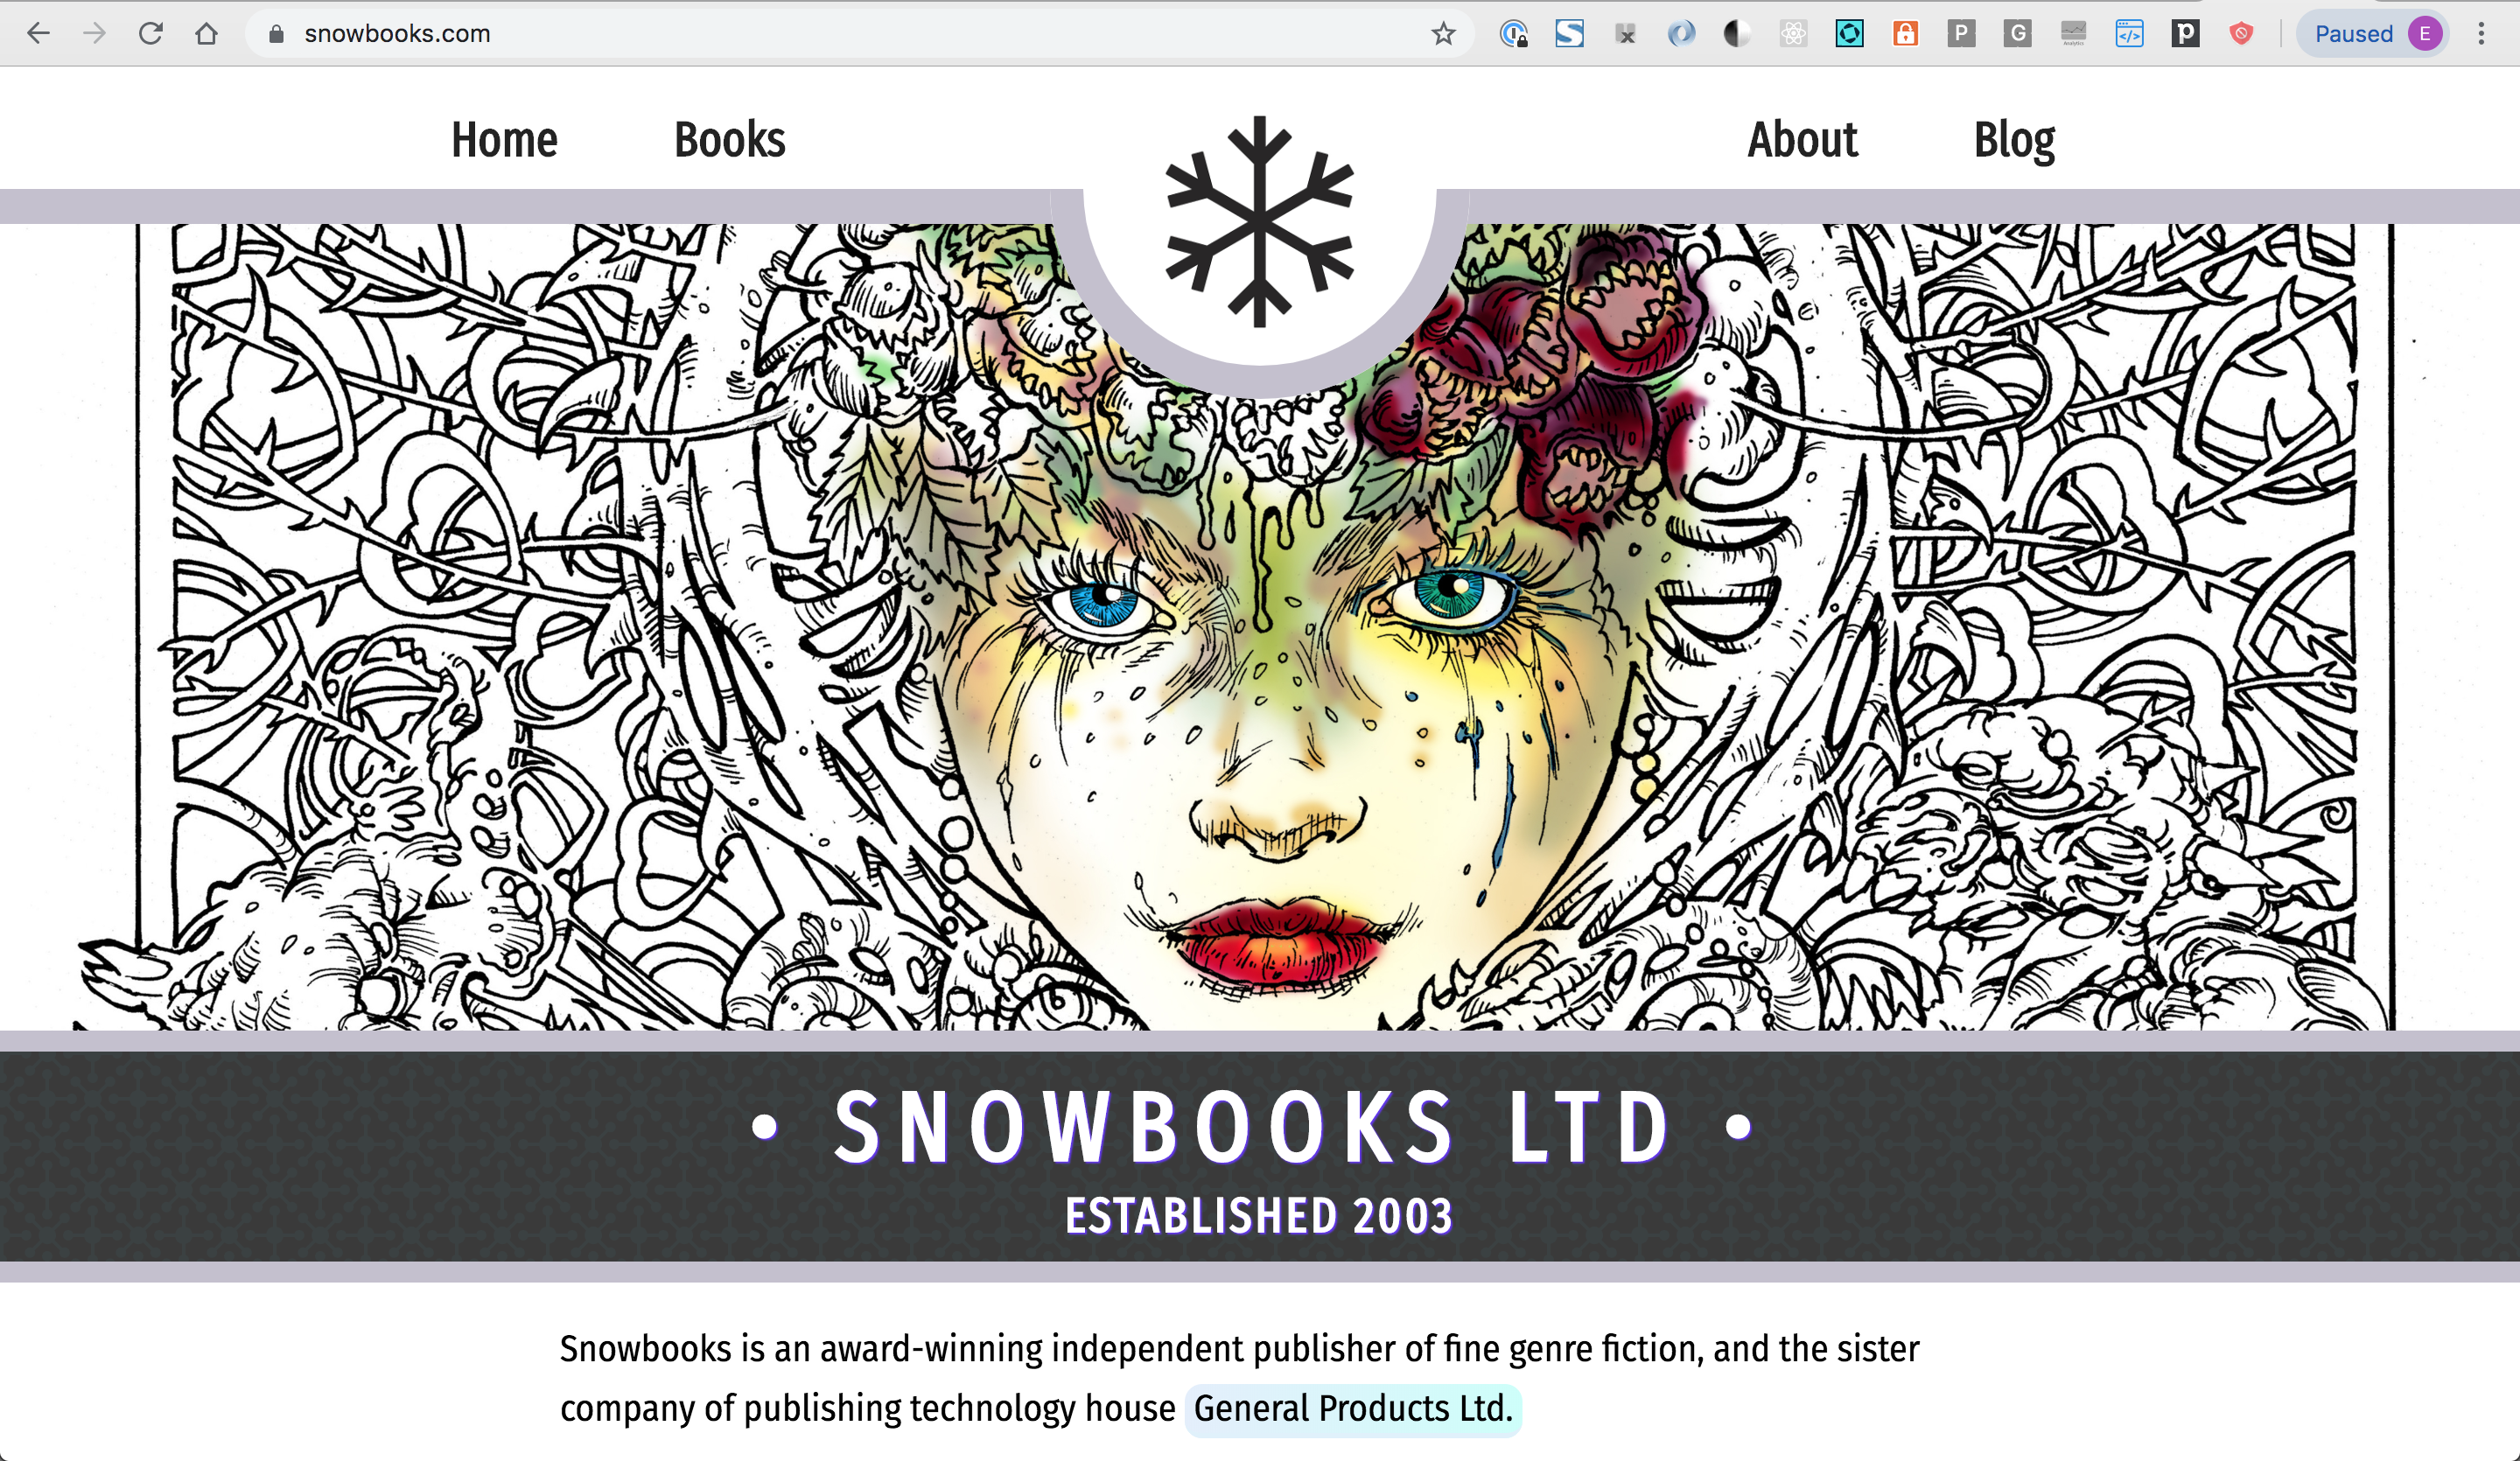 snowbooks.com
Paused E
Home Books About Blog
• SNOWBOOKS LTD •
ESTABLISHED 2003
Snowbooks is an award-winning independent publisher of fine genre fiction, and the sister
company of publishing technology house General Products Ltd.